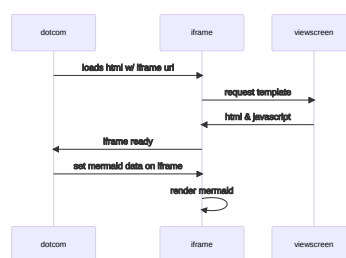 dotcom
iframe
viewscreen
loads html w/ iframe url
request template
html & javascript
iframe ready
set mermaid data on iframe
render mermaid
dotcom
iframe
viewscreen